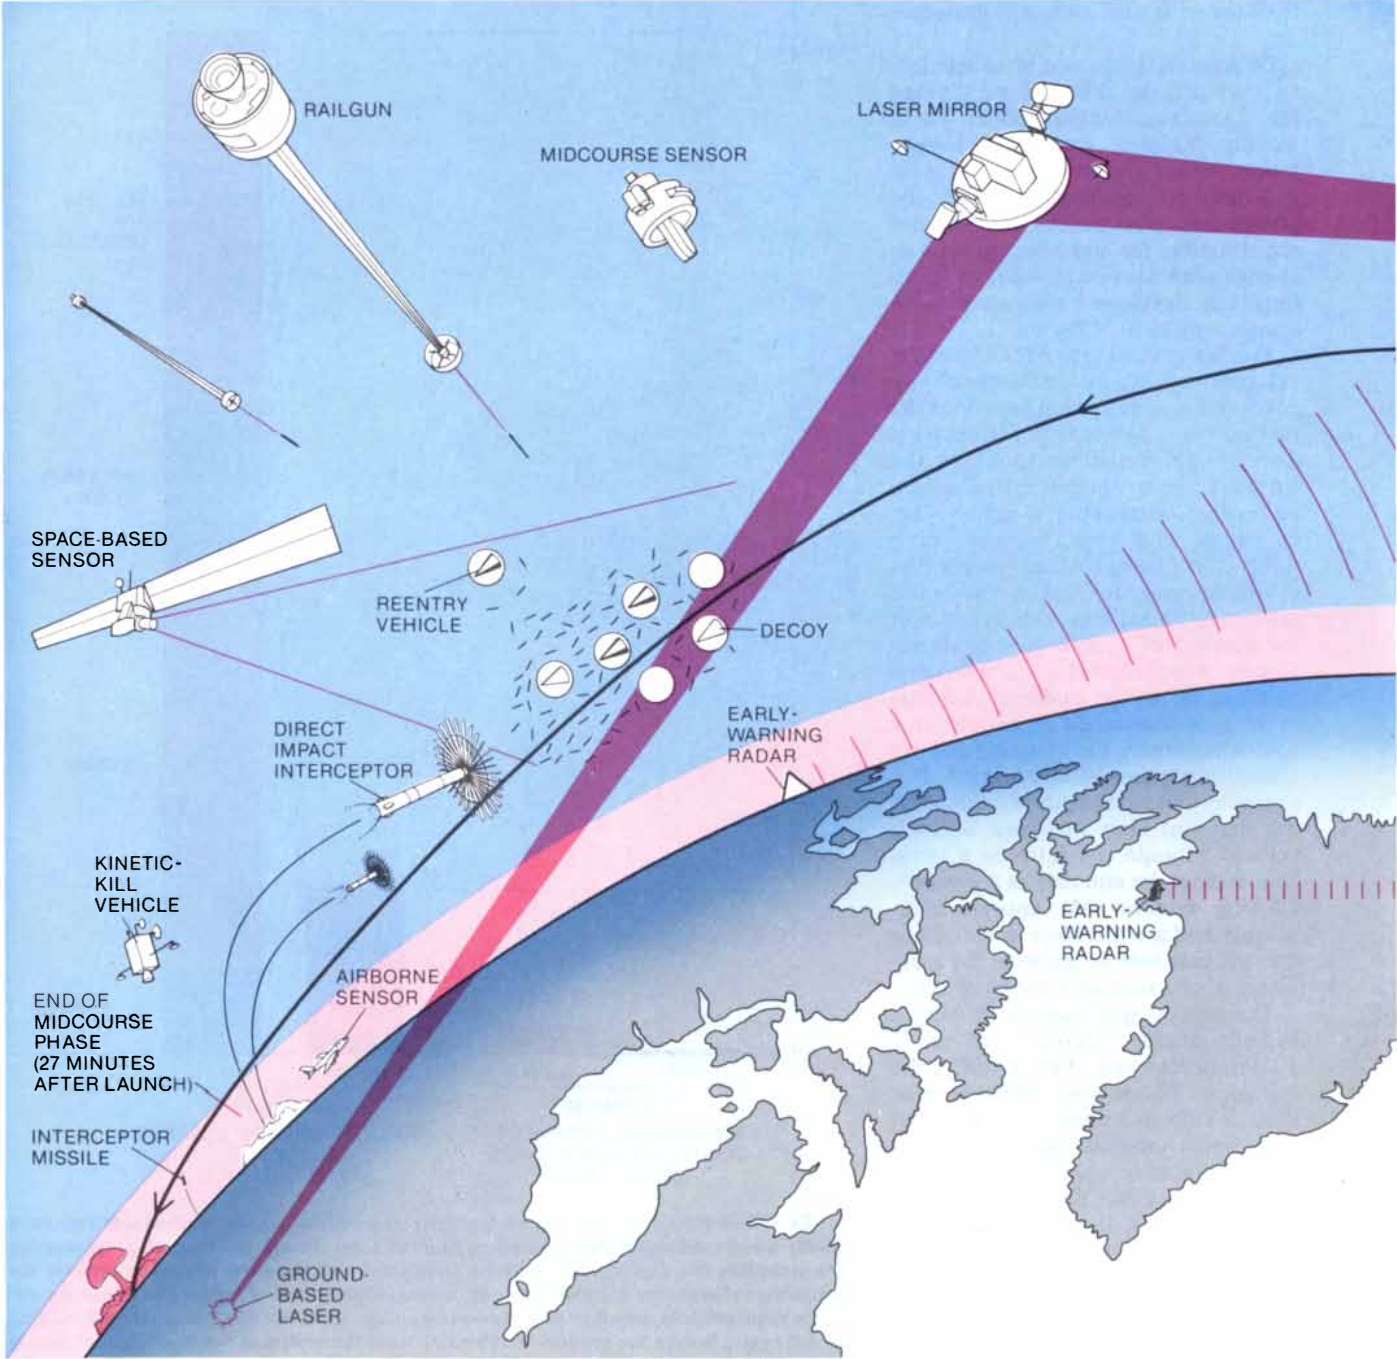 RAILGUN
LASER MIRROR
MIDCOURSE SENSOR
SPACE-BASED
SENSOR
REENTRY
VEHICLE
DECOY
DIRECT
IMPACT
INTERCEPTOR
EARLY-
WARNING
RADAR
KINETIC-
KILL
VEHICLE
EARLY-
WARNING
RADAR
AIRBORNE
SENSOR
END OF
MIDCOURSE
PHASE
(27 MINUTES
AFTER LAUNCH)
INTERCEPTOR
MISSILE
GROUND-
BASED
LASER